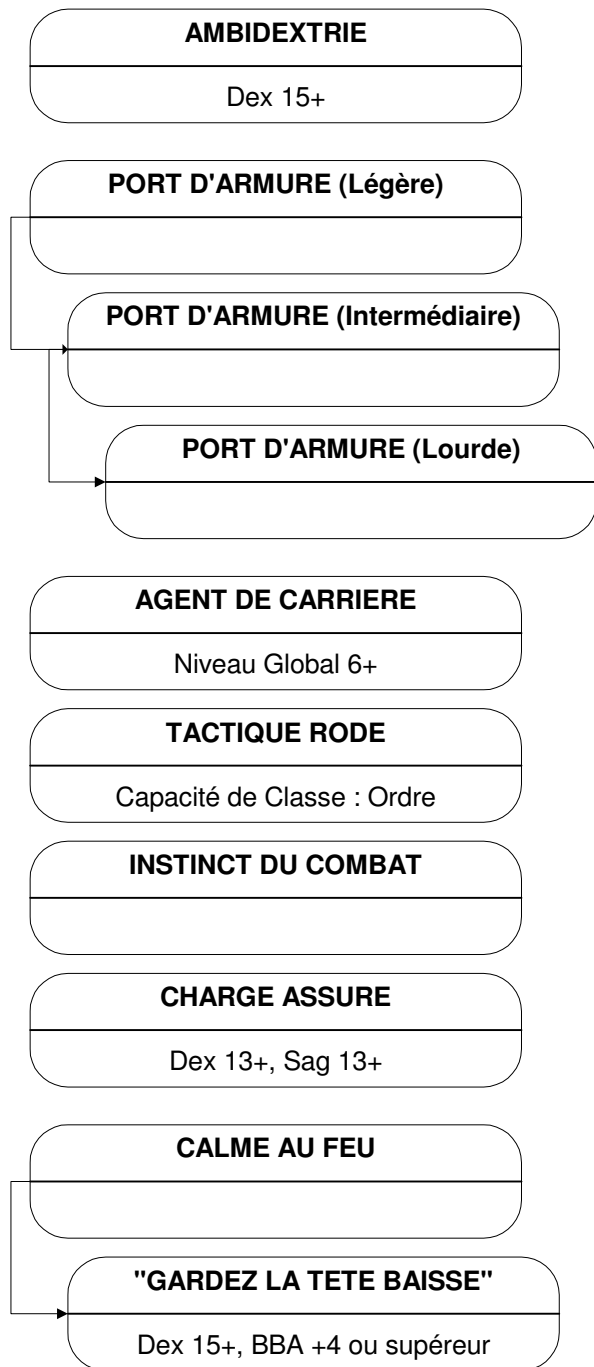 AMBIDEXTRIE
Dex 15+
PORT D'ARMURE (Légère)
PORT D'ARMURE (Intermédiaire)
PORT D'ARMURE (Lourde)
AGENT DE CARRIERE
Niveau Global 6+
TACTIQUE RODE
Capacité de Classe : Ordre
INSTINCT DU COMBAT
CHARGE ASSURE
Dex 13+, Sag 13+
CALME AU FEU
"GARDEZ LA TETE BAISSE"
Dex 15+, BBA +4 ou supéreur